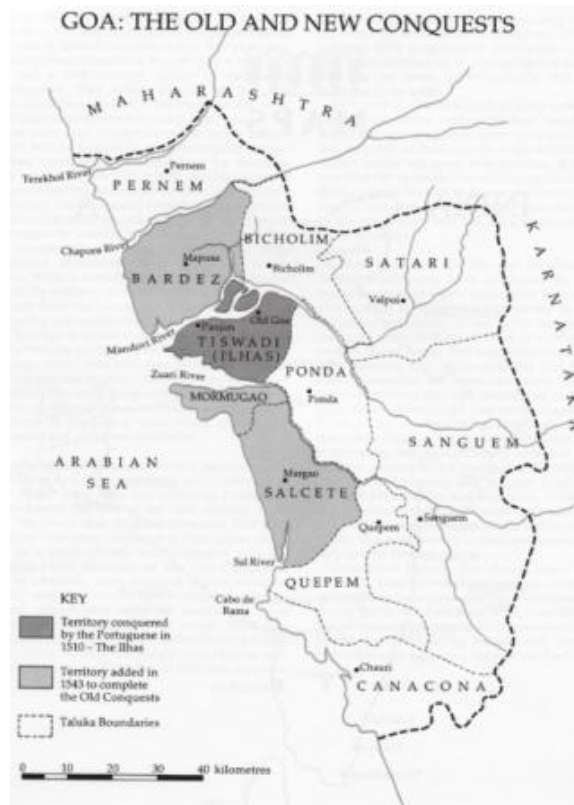 GOA: THE OLD AND NEW CONQUESTS
MAHARASHTRA
Pernem
Terekhol River
PERNEM
KARNATAKA
Chapora River
BICHOLIM
Mapusa
Bicholim
SATARI
BARDEZ
Valpoi
Old Goa
Panjim
Mandovi River
TISWADI
(ILHAS)
Zuari River
PONDA
MORMUGAO
Ponda
SANGUEM
ARABIAN
SEA
Margao
SALCETE
Sanguem
Quepem
Sal River
QUEPEM
Cabo de
Rama
KEY
Territory conquered
by the Portuguese in
1510 – The Ilhas
Chauri
CANACONA
Territory added in
1543 to complete
the Old Conquests
Taluka Boundaries
0 10 20 30 40 kilometres